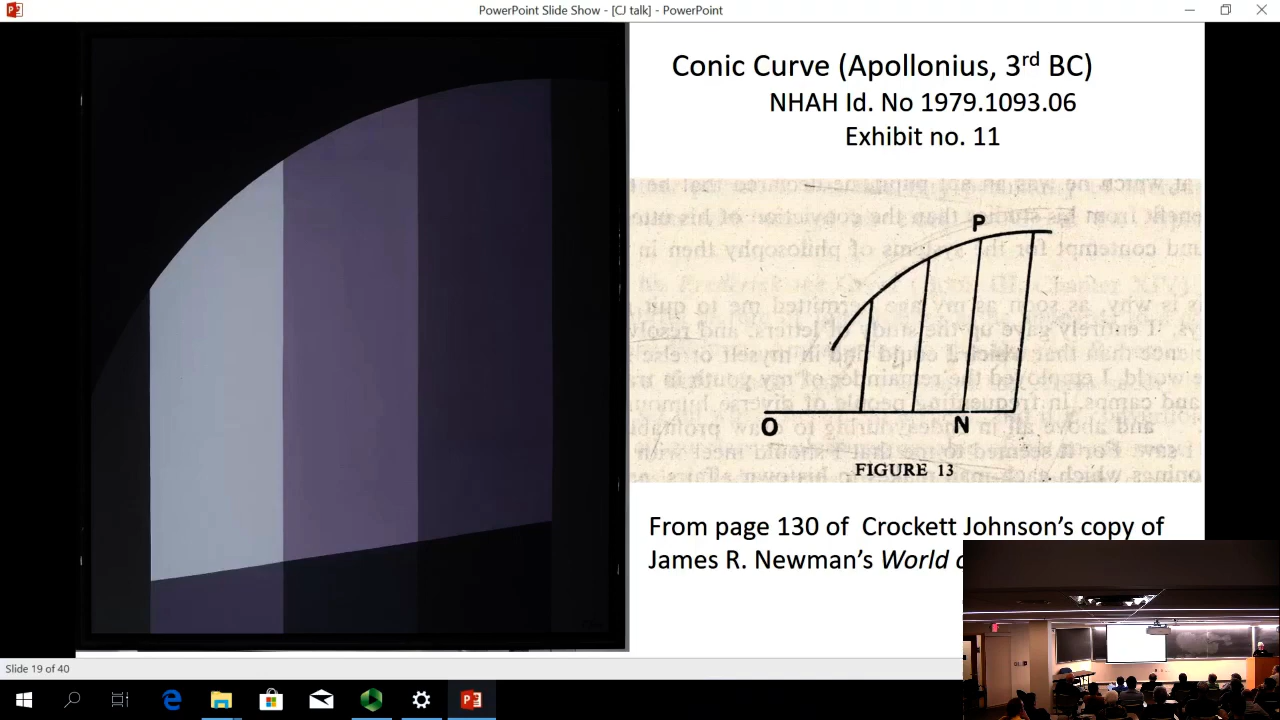 PowerPoint Slide Show - [CJ talk] - PowerPoint
Conic Curve (Apollonius, 3rd BC)
NHAH Id. No 1979.1093.06
Exhibit no. 11
P
O
N
FIGURE 13
From page 130 of Crockett Johnson's copy of
James R. Newman's World
Slide 19 of 40